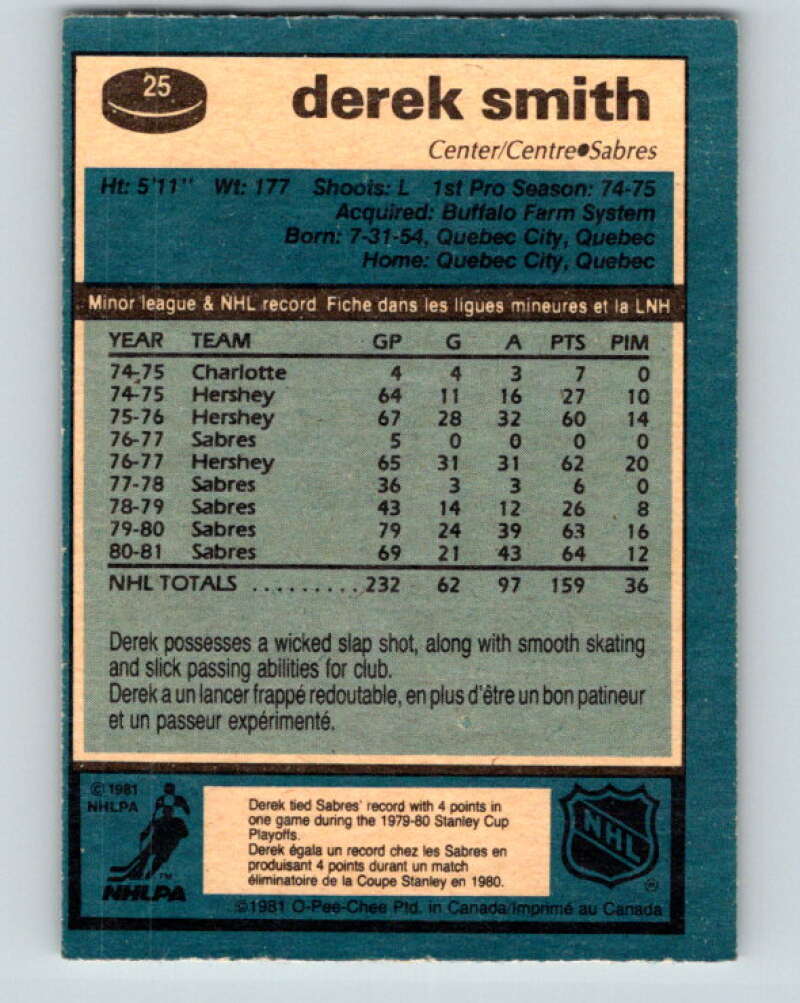 25
derek smith
Center/Centre●Sabres
Ht: 5'11" Wt: 177 Shoots: L 1st Pro Season: 74-75
Acquired: Buffalo Farm System
Born: 7-31-54, Quebec City, Quebec
Home: Quebec City, Quebec
Minor league & NHL record Fiche dans les ligues mineures et la LNH
YEAR TEAM GP G A PTS PIM
74-75 Charlotte 4 4 3 7 0
74-75 Hershey 64 11 16 27 10
75-76 Hershey 67 28 32 60 14
76-77 Sabres 5 0 0 0 0
76-77 Hershey 65 31 31 62 20
77-78 Sabres 36 3 3 6 0
78-79 Sabres 43 14 12 26 8
79-80 Sabres 79 24 39 63 16
80-81 Sabres 69 21 43 64 12
NHL TOTALS .......... 232 62 97 159 36
Derek possesses a wicked slap shot, along with smooth skating
and slick passing abilities for club.
Derek a un lancer frappé redoutable, en plus d'être un bon patineur
et un passeur expérimenté.
© 1981
NHLPA
TM
NHLPA
Derek tied Sabres' record with 4 points in
one game during the 1979-80 Stanley Cup
Playoffs.
Derek égala un record chez les Sabres en
produisant 4 points durant un match
éliminatoire de la Coupe Stanley en 1980.
NHL
®
©1981 O-Pee-Chee Ptd. in Canada/Imprimé au Canada